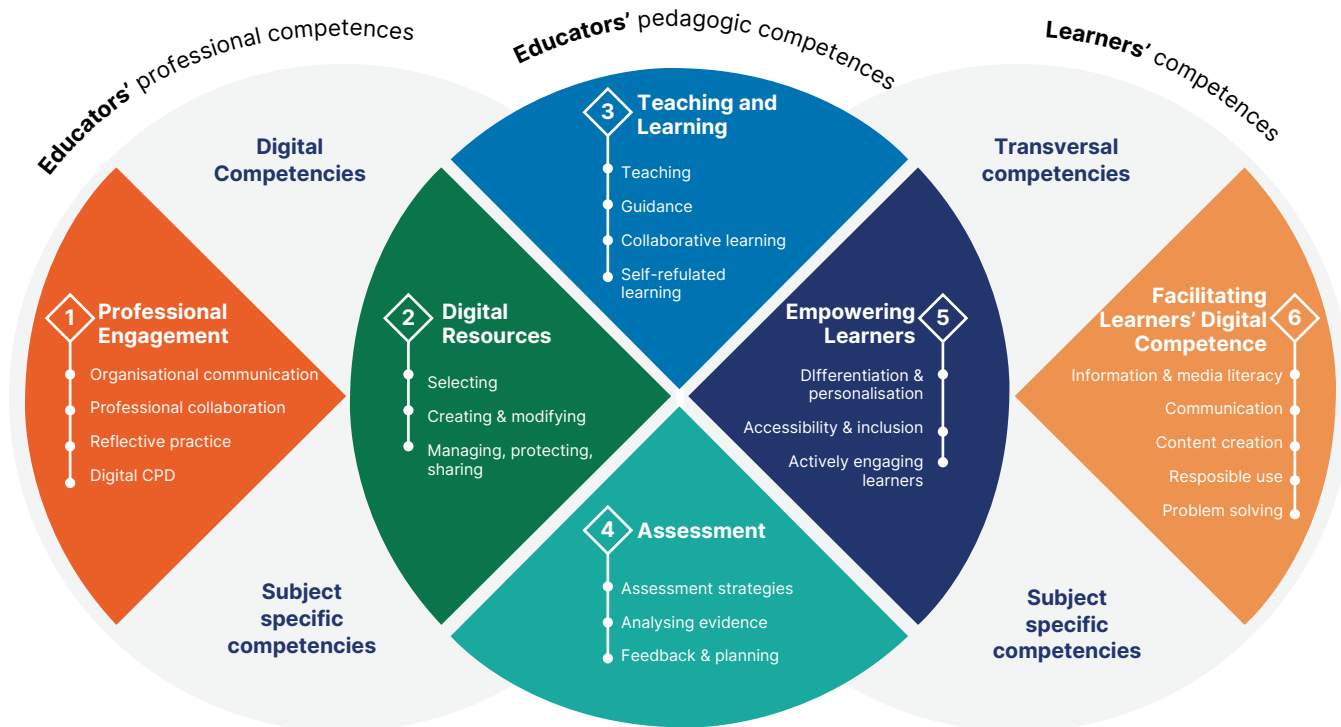 Educators' professional competences
Educators' pedagogic competences
Learners' competences
Digital
Competencies
Transversal
competencies
1
Professional
Engagement
Organisational communication
Professional collaboration
Reflective practice
Digital CPD
2
Digital
Resources
Selecting
Creating & modifying
Managing, protecting,
sharing
3
Teaching and
Learning
Teaching
Guidance
Collaborative learning
Self-refulated
learning
4
Assessment
Assessment strategies
Analysing evidence
Feedback & planning
Empowering
Learners
5
DIfferentiation &
personalisation
Accessibility & inclusion
Actively engaging
learners
Facilitating
Learners' Digital
Competence
6
Information & media literacy
Communication
Content creation
Resposible use
Problem solving
Subject
specific
competencies
Subject
specific
competencies